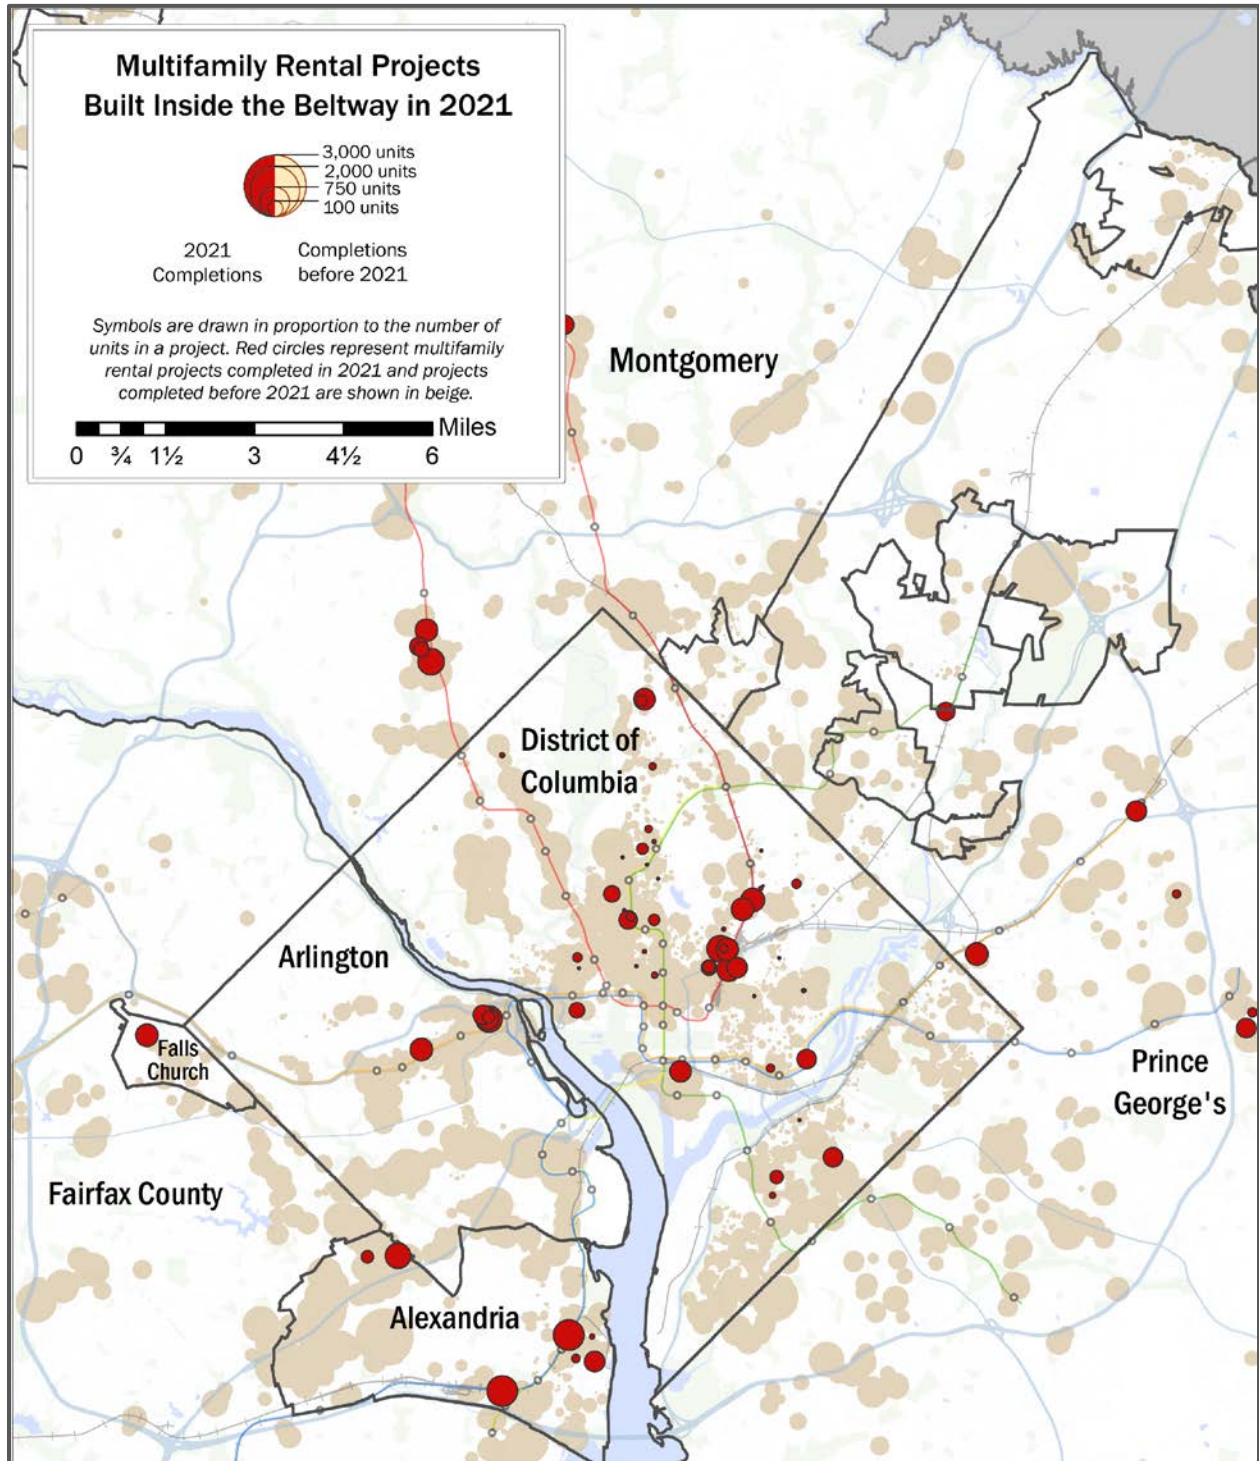 Multifamily Rental Projects
Built Inside the Beltway in 2021
3,000 units
2,000 units
750 units
100 units
2021 Completions
Completions before 2021
Symbols are drawn in proportion to the number of
units in a project. Red circles represent multifamily
rental projects completed in 2021 and projects
completed before 2021 are shown in beige.
Miles
0 ¾ 1½ 3 4½ 6
Montgomery
District of
Columbia
Arlington
Falls
Church
Prince
George's
Fairfax County
Alexandria